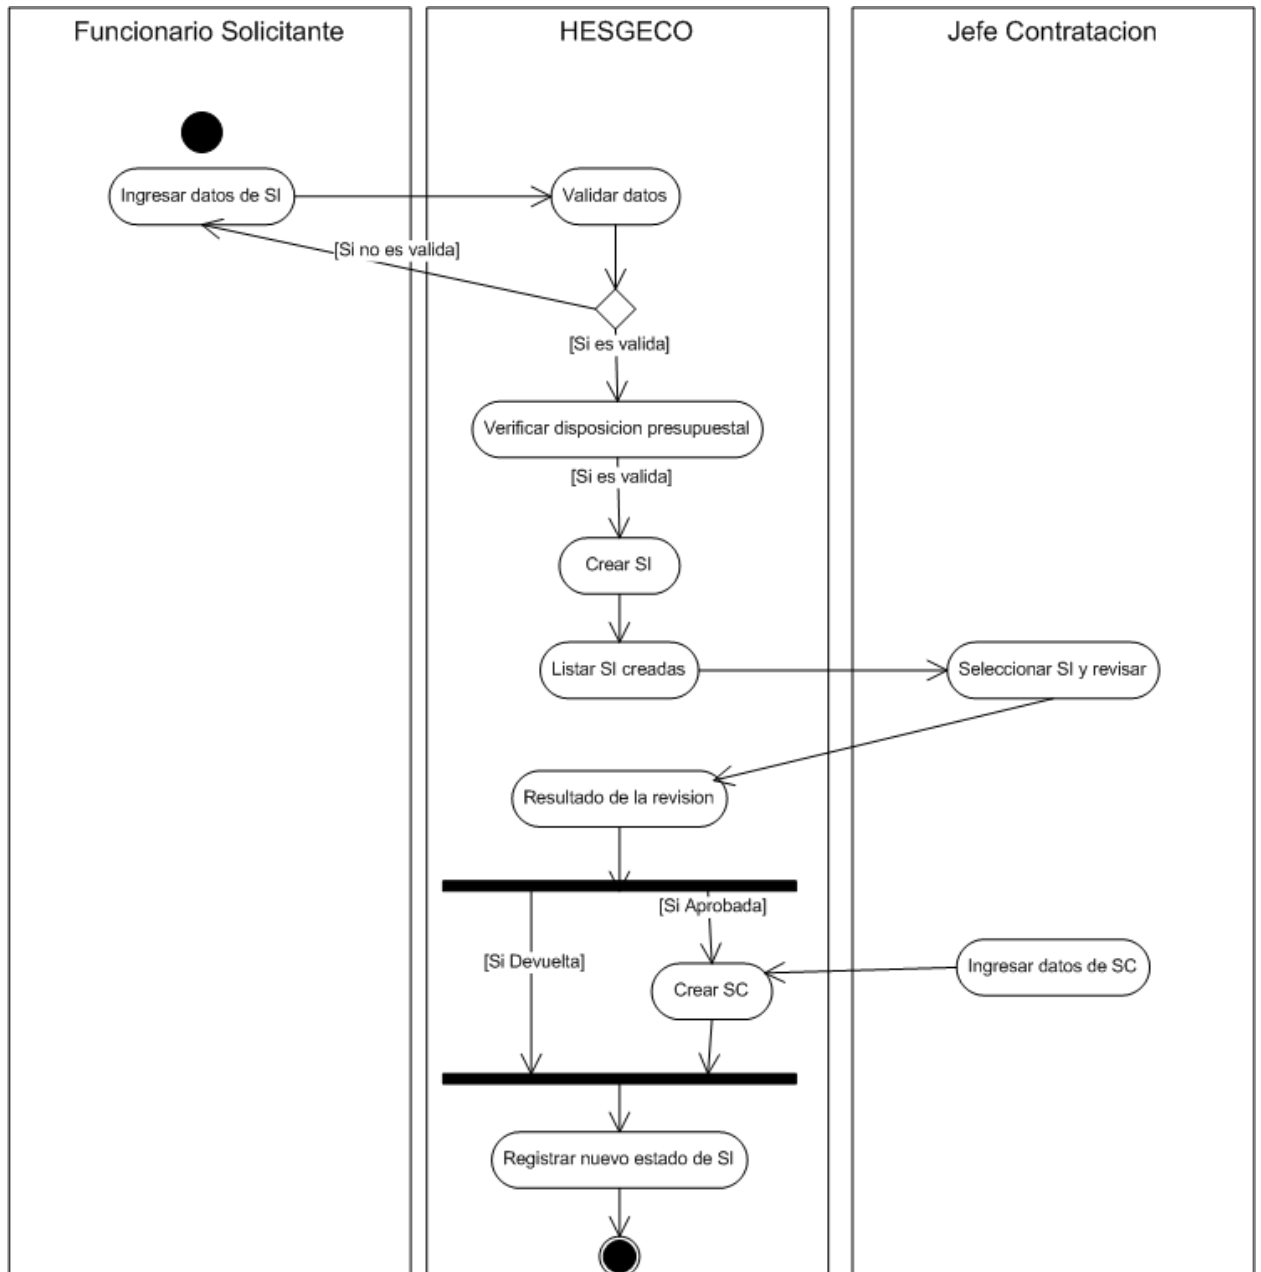 Funcionario Solicitante
HESGECO
Jefe Contratacion
Ingresar datos de SI
Validar datos
[Si no es valida]
[Si es valida]
Verificar disposicion presupuestal
[Si es valida]
Crear SI
Listar SI creadas
Seleccionar SI y revisar
Resultado de la revision
[Si Aprobada]
[Si Devuelta]
Ingresar datos de SC
Crear SC
Registrar nuevo estado de SI